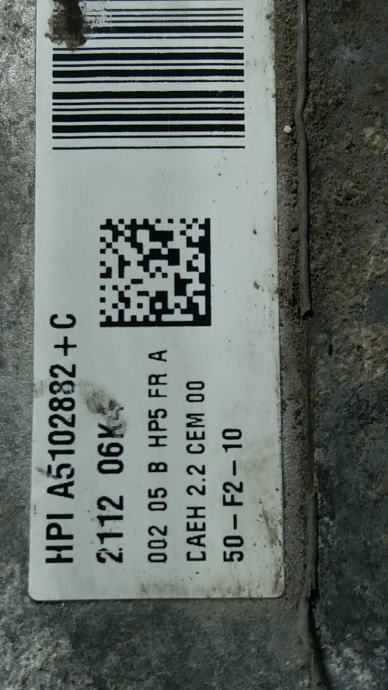 HPI A5102882 + C
2112 06K
002 05 B HP5 FR A
CAEH 2.2 CEM 00
50 – F2 – 10